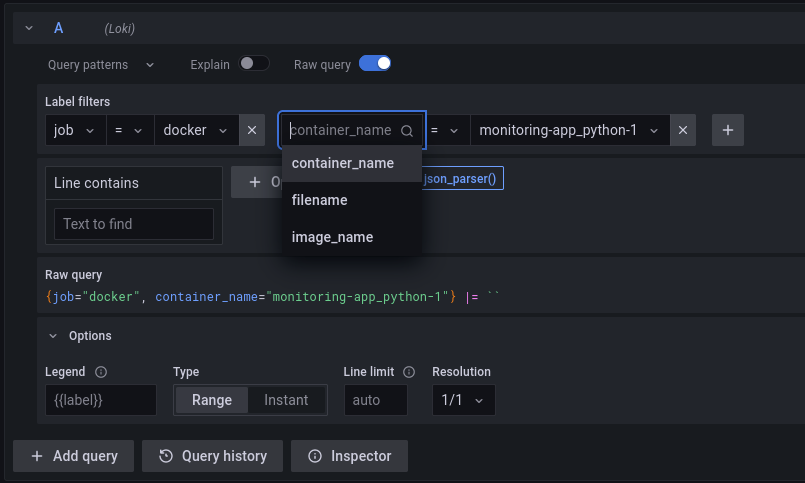 A (Loki)
Query patterns Explain Raw query
Label filters
job = docker container_name = monitoring-app_python-1
container_name
filename
image_name
Line contains
Text to find
json_parser()
Raw query
{job="docker", container_name="monitoring-app_python-1"} |= ``
Options
Legend Type Line limit Resolution
{{label}} Range Instant auto 1/1
+ Add query Query history Inspector